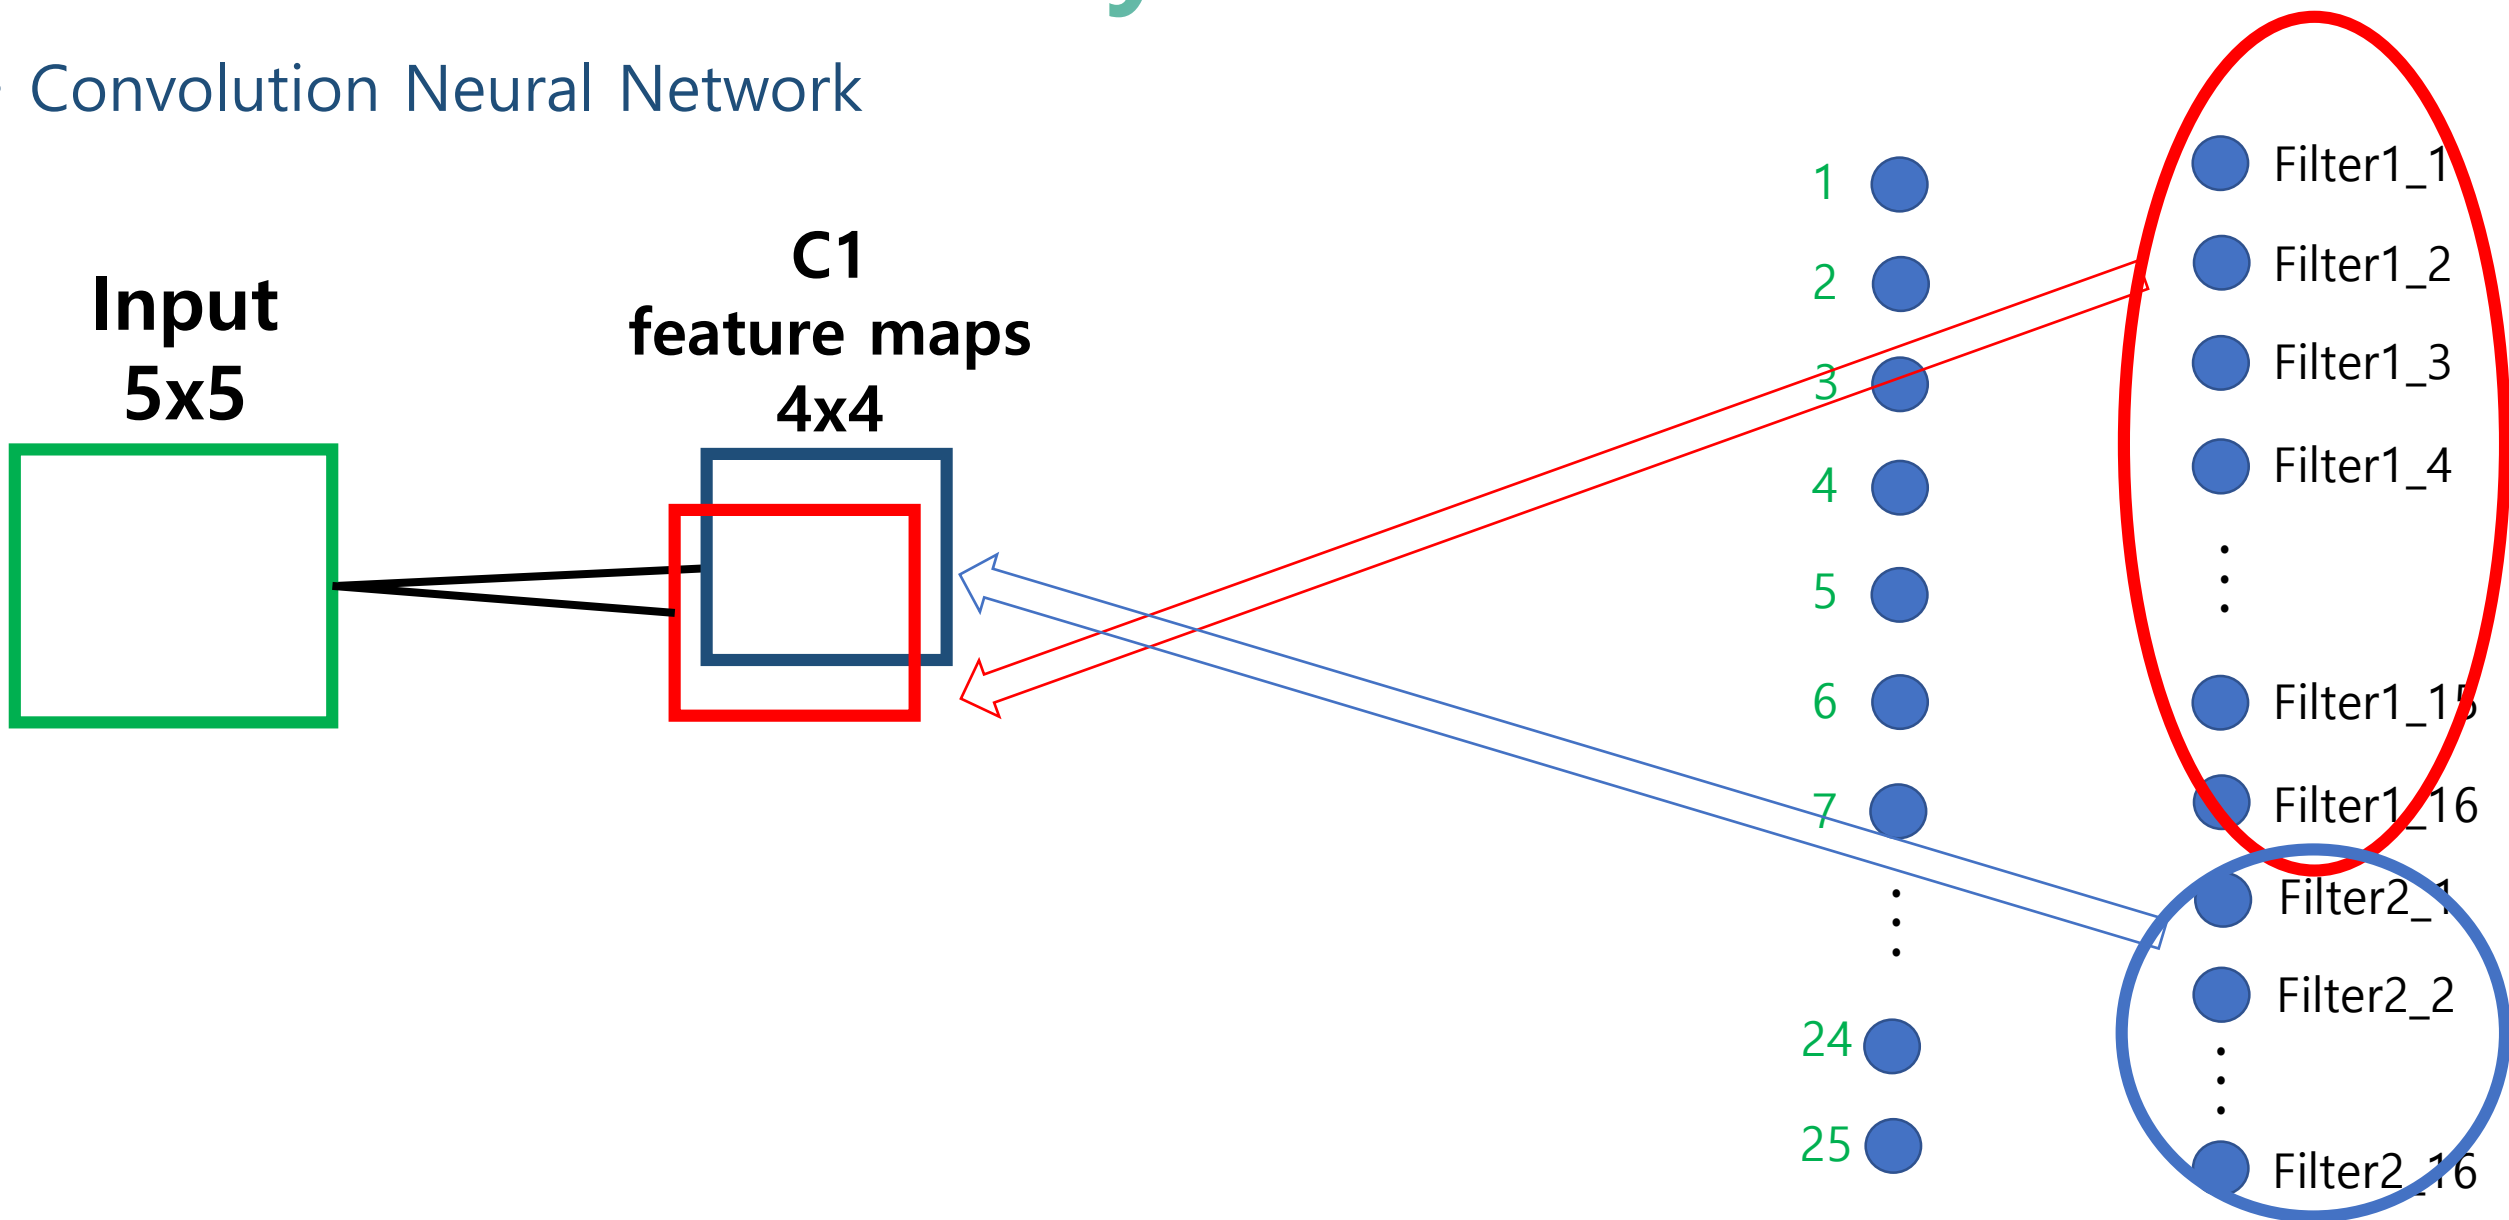 Convolution Neural Network
Input
5x5
C1
feature maps
4x4
1
2
3
4
5
6
7
24
25
Filter1_1
Filter1_2
Filter1_3
Filter1_4
Filter1_15
Filter1_16
Filter2_1
Filter2_2
Filter2_16